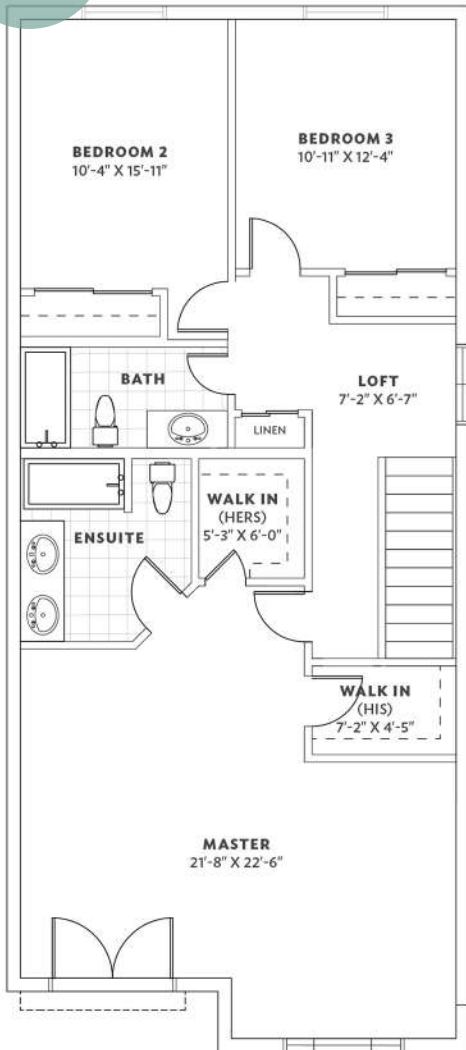 BEDROOM 2
10'-4" X 15'-11"
BEDROOM 3
10'-11" X 12'-4"
BATH
LOFT
7'-2" X 6'-7"
LINEN
WALK IN
(HERS)
5'-3" X 6'-0"
ENSUITE
WALK IN
(HIS)
7'-2" X 4'-5"
MASTER
21'-8" X 22'-6"